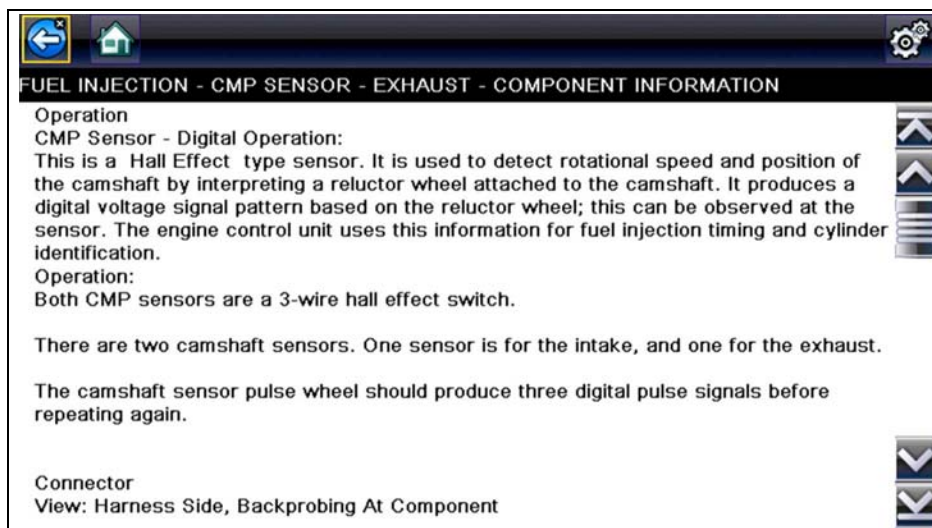 FUEL INJECTION - CMP SENSOR - EXHAUST - COMPONENT INFORMATION
Operation
CMP Sensor - Digital Operation:
This is a Hall Effect type sensor. It is used to detect rotational speed and position of
the camshaft by interpreting a reluctor wheel attached to the camshaft. It produces a
digital voltage signal pattern based on the reluctor wheel; this can be observed at the
sensor. The engine control unit uses this information for fuel injection timing and cylinder
identification.
Operation:
Both CMP sensors are a 3-wire hall effect switch.
There are two camshaft sensors. One sensor is for the intake, and one for the exhaust.
The camshaft sensor pulse wheel should produce three digital pulse signals before
repeating again.
Connector
View: Harness Side, Backprobing At Component